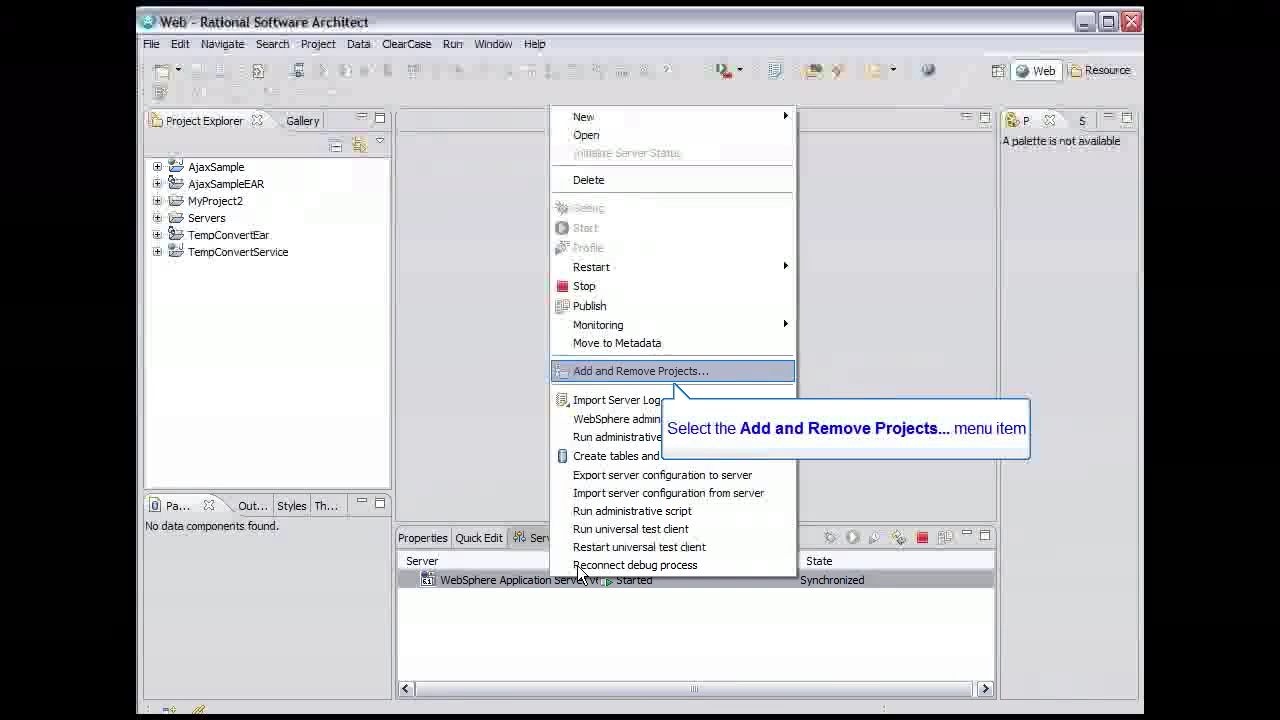 Web - Rational Software Architect
File Edit Navigate Search Project Data ClearCase Run Window Help
Web Resource
Project Explorer Gallery
AjaxSample
AjaxSampleEAR
MyProject2
Servers
TempConvertEar
TempConvertService
New
Open
Initialize Server Status
Delete
Debug
Start
Profile
Restart
Stop
Publish
Monitoring
Move to Metadata
Add and Remove Projects...
Import Server Log
WebSphere admin
Run administrative
Create tables and
Export server configuration to server
Import server configuration from server
Run administrative script
Run universal test client
Restart universal test client
Reconnect debug process
Select the Add and Remove Projects... menu item
P S
A palette is not available
Pa... Out... Styles Th...
No data components found.
Properties Quick Edit Serv
Server State
WebSphere Application Server Started Synchronized